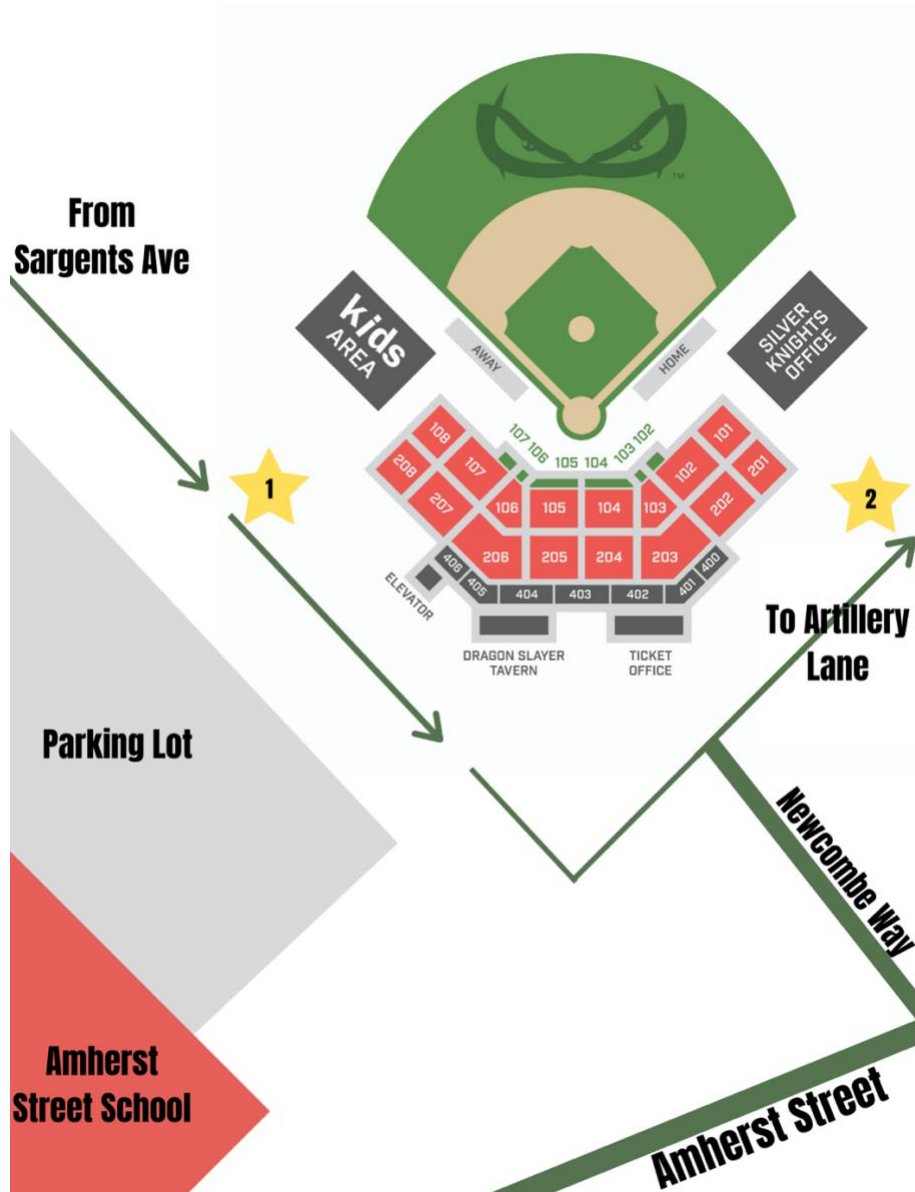 ™
From
Sargents Ave
kids
AREA
AWAY
HOME
SILVER
KNIGHTS
OFFICE
107
106
105
104
103
102
108
107
106
105
104
103
102
101
208
207
206
205
204
203
202
201
1
2
406
405
404
403
402
401
400
ELEVATOR
DRAGON SLAYER
TAVERN
TICKET
OFFICE
To Artillery
Lane
Parking Lot
Newcombe Way
Amherst
Street School
Amherst Street